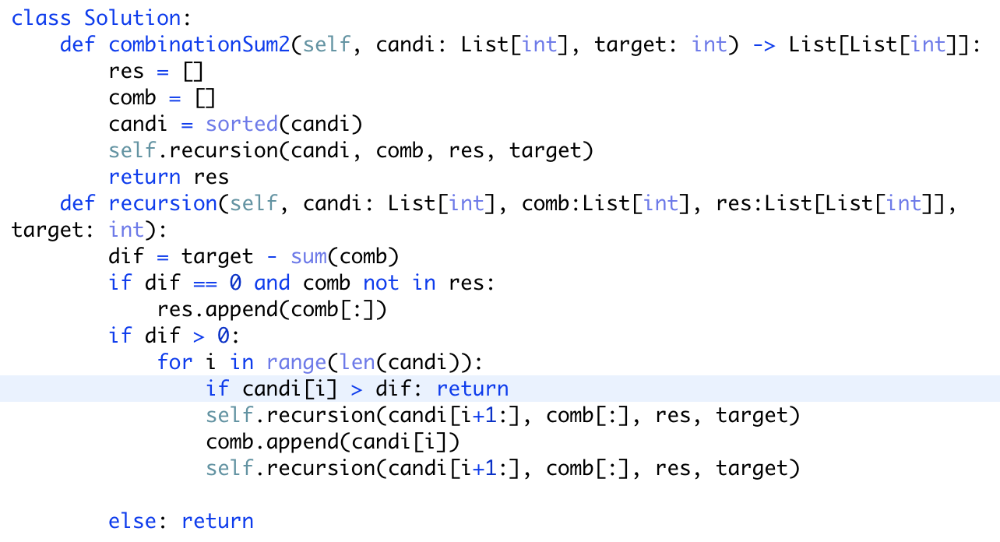 class Solution:
    def combinationSum2(self, candi: List[int], target: int) -> List[List[int]]:
        res = []
        comb = []
        candi = sorted(candi)
        self.recursion(candi, comb, res, target)
        return res
    def recursion(self, candi: List[int], comb:List[int], res:List[List[int]],
target: int):
        dif = target - sum(comb)
        if dif == 0 and comb not in res:
            res.append(comb[:])
        if dif > 0:
            for i in range(len(candi)):
                if candi[i] > dif: return
                self.recursion(candi[i+1:], comb[:], res, target)
                comb.append(candi[i])
                self.recursion(candi[i+1:], comb[:], res, target)

        else: return